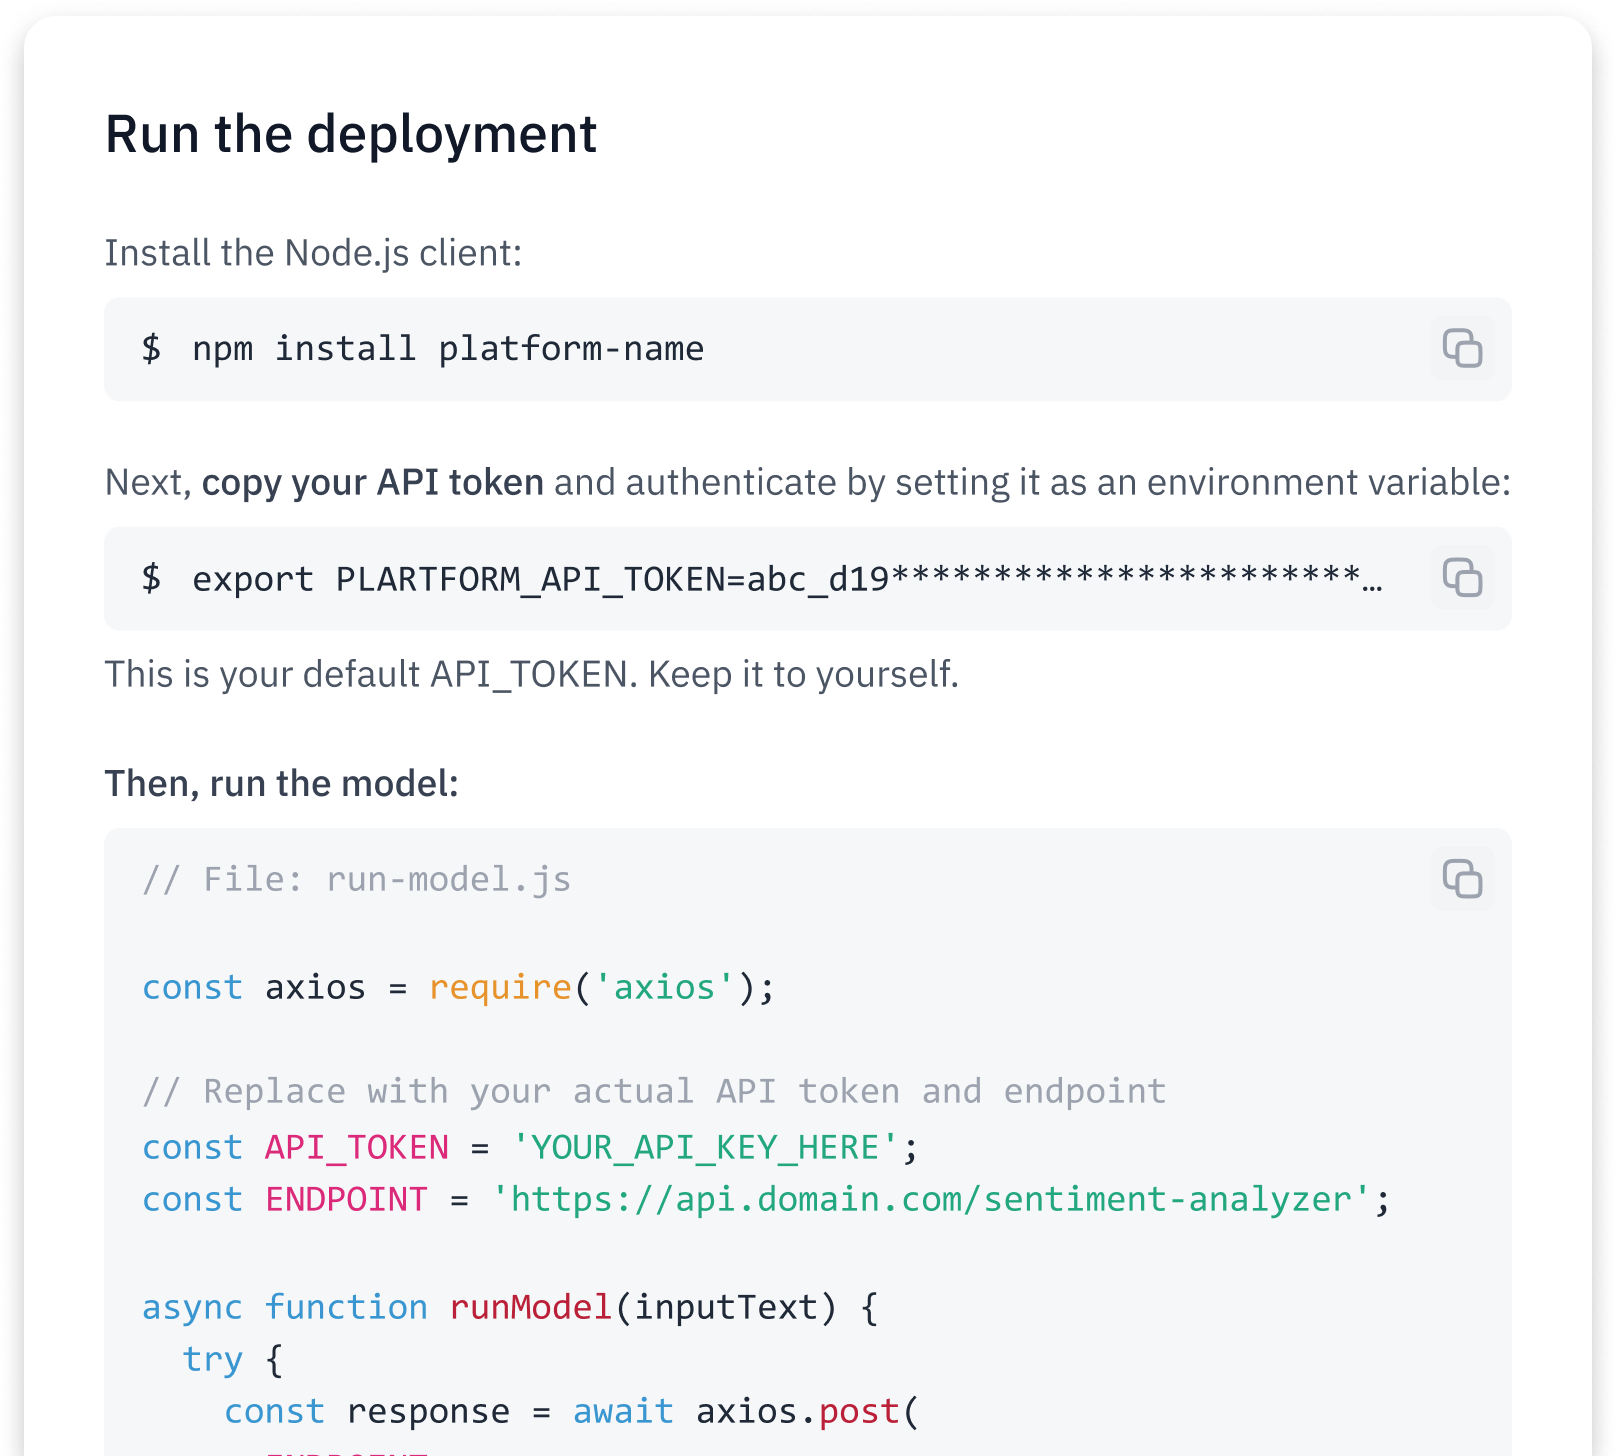 Run the deployment
Install the Node.js client:
$ npm install platform-name
Next, copy your API token and authenticate by setting it as an environment variable:
$ export PLARTFORM_API_TOKEN=abc_d19***********************…
This is your default API_TOKEN. Keep it to yourself.
Then, run the model:
// File: run-model.js
const axios = require('axios');
// Replace with your actual API token and endpoint
const API_TOKEN = 'YOUR_API_KEY_HERE';
const ENDPOINT = 'https://api.domain.com/sentiment-analyzer';
async function runModel(inputText) {
try {
const response = await axios.post(